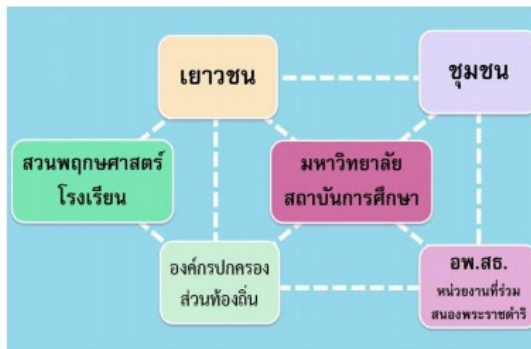 เยาวชน
ชุมชน
สวนพฤกษศาสตร์
โรงเรียน
มหาวิทยาลัย
สถาบันการศึกษา
องค์กรปกครอง
ส่วนท้องถิ่น
อพ.สธ.
หน่วยงานที่ร่วม
สนองพระราชดำริ